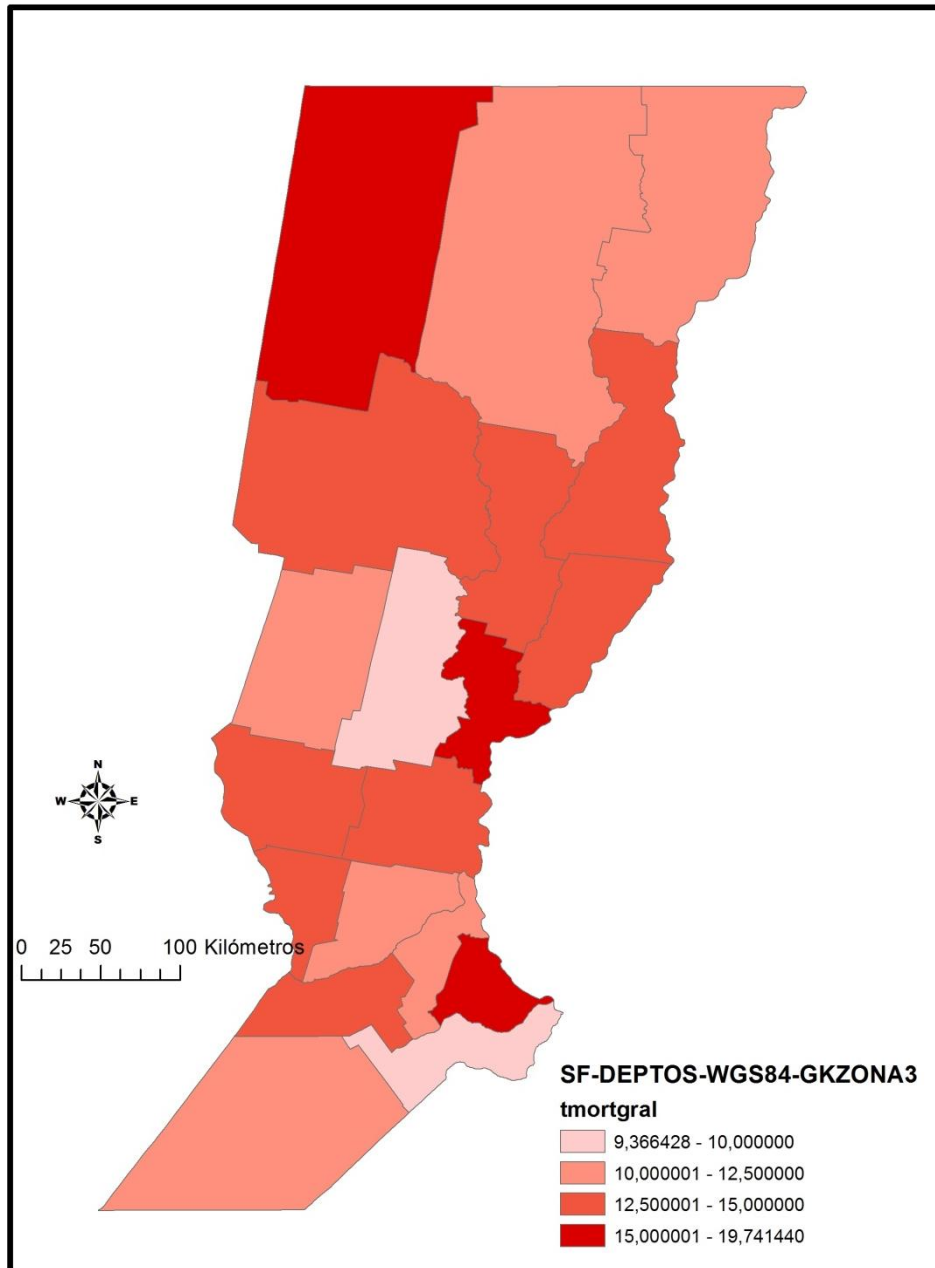 N
W E
S
0 25 50 100 Kilómetros
SF-DEPTOS-WGS84-GKZONA3
tmortgral
9,366428 - 10,000000
10,000001 - 12,500000
12,500001 - 15,000000
15,000001 - 19,741440